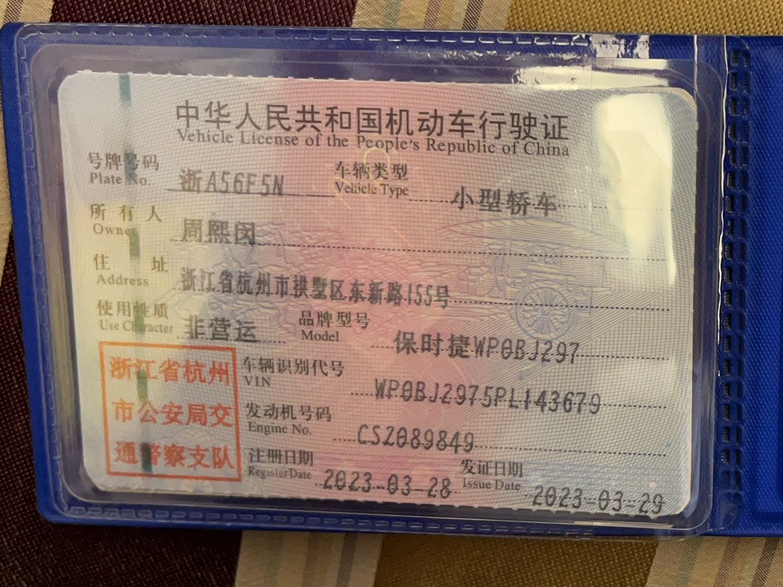 中华人民共和国机动车行驶证
Vehicle License of the People's Republic of China
号牌号码 浙A56F5N 车辆类型 小型轿车
Plate No. Vehicle Type
所有人 周熙闵
Owner
住址 浙江省杭州市拱墅区东新路155号
Address
使用性质 非营运 品牌型号 保时捷WP0BJ297
Use Character Model
浙江省杭州
市公安局交
通警察支队
车辆识别代号 WP0BJ2975PL143679
VIN
发动机号码 CSZ089849
Engine No.
注册日期 2023-03-28 发证日期 2023-03-29
Register Date Issue Date